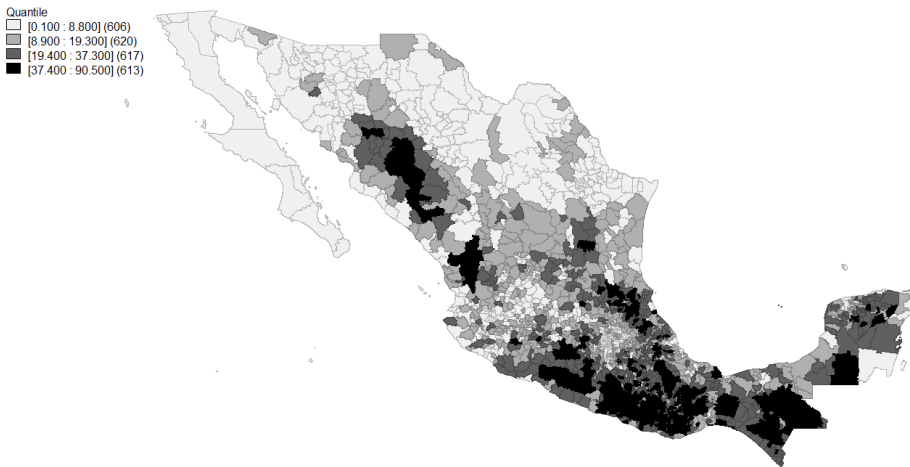 Quantile
[0.100 : 8.800] (606)
[8.900 : 19.300] (620)
[19.400 : 37.300] (617)
[37.400 : 90.500] (613)